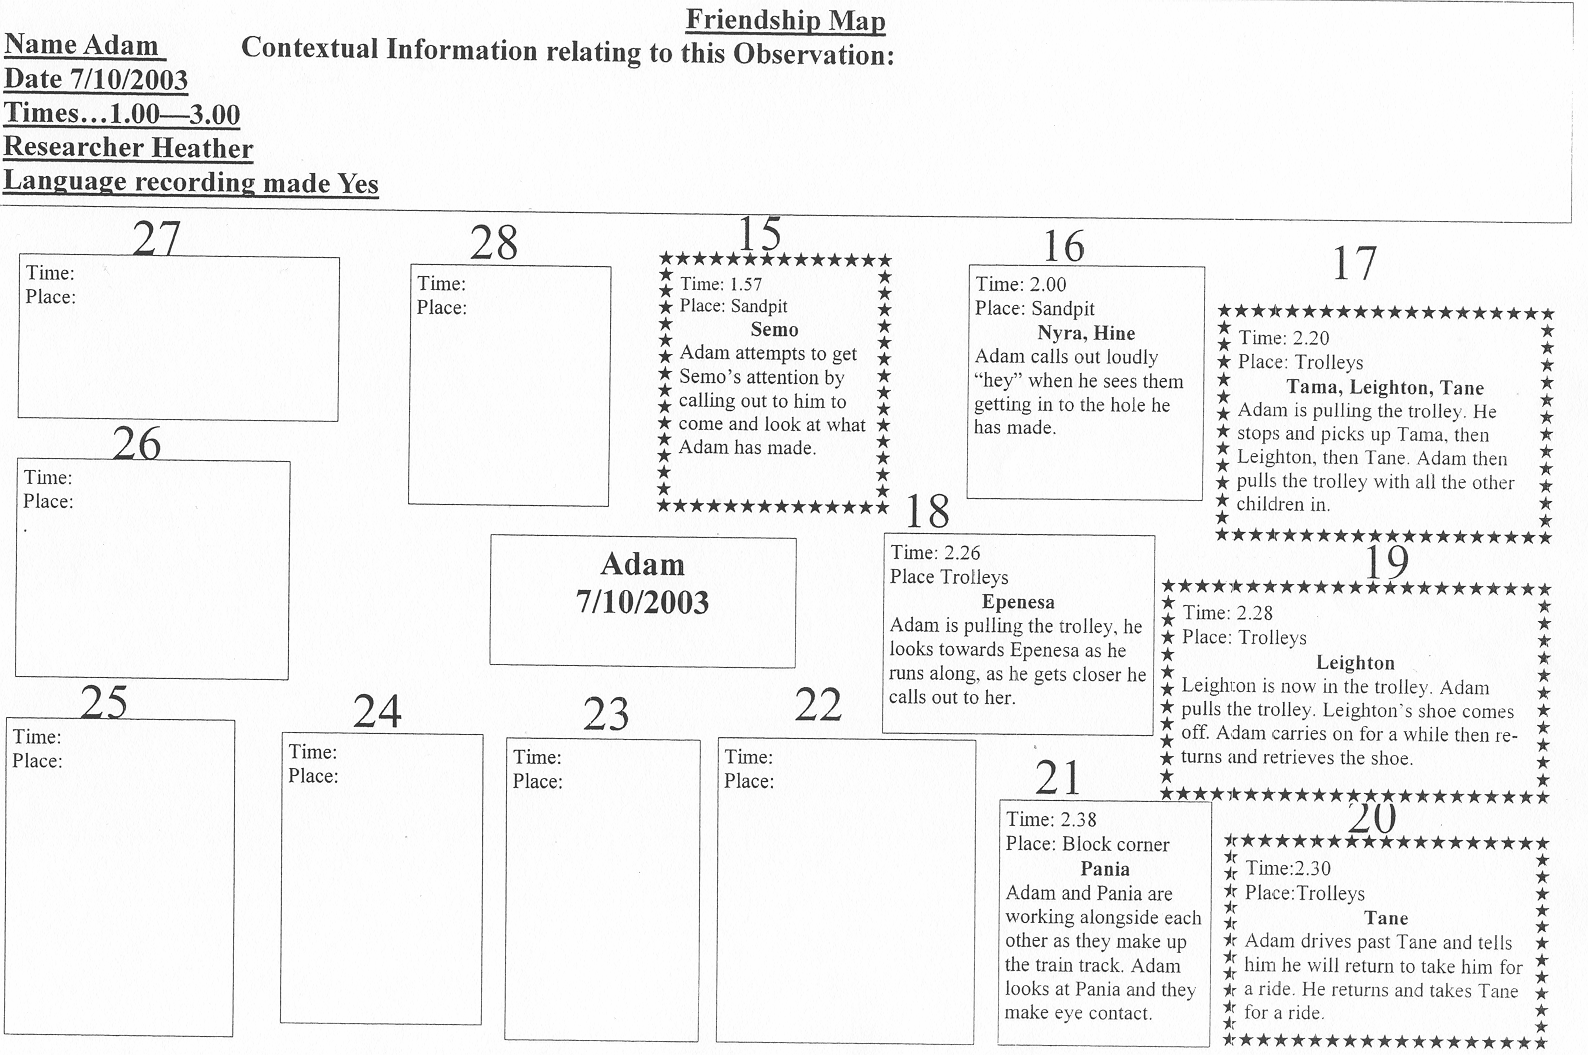 Friendship Map
Name Adam
Contextual Information relating to this Observation:
Date 7/10/2003
Times...1.00—3.00
Researcher Heather
Language recording made Yes
27
Time:
Place:
28
Time:
Place:
15
Time: 1.57
Place: Sandpit
Semo
Adam attempts to get
Semo's attention by
calling out to him to
come and look at what
Adam has made.
16
Time: 2.00
Place: Sandpit
Nyra, Hine
Adam calls out loudly
“hey” when he sees them
getting in to the hole he
has made.
17
Time: 2.20
Place: Trolleys
Tama, Leighton, Tane
Adam is pulling the trolley. He
stops and picks up Tama, then
Leighton, then Tane. Adam then
pulls the trolley with all the other
children in.
26
Time:
Place:
Adam
7/10/2003
18
Time: 2.26
Place Trolleys
Epenesa
Adam is pulling the trolley, he
looks towards Epenesa as he
runs along, as he gets closer he
calls out to her.
19
Time: 2.28
Place: Trolleys
Leighton
Leighton is now in the trolley. Adam
pulls the trolley. Leighton's shoe comes
off. Adam carries on for a while then re-
turns and retrieves the shoe.
25
Time:
Place:
24
Time:
Place:
23
Time:
Place:
22
Time:
Place:
21
Time: 2.38
Place: Block corner
Pania
Adam and Pania are
working alongside each
other as they make up
the train track. Adam
looks at Pania and they
make eye contact.
20
Time:2.30
Place:Trolleys
Tane
Adam drives past Tane and tells
him he will return to take him for
a ride. He returns and takes Tane
for a ride.